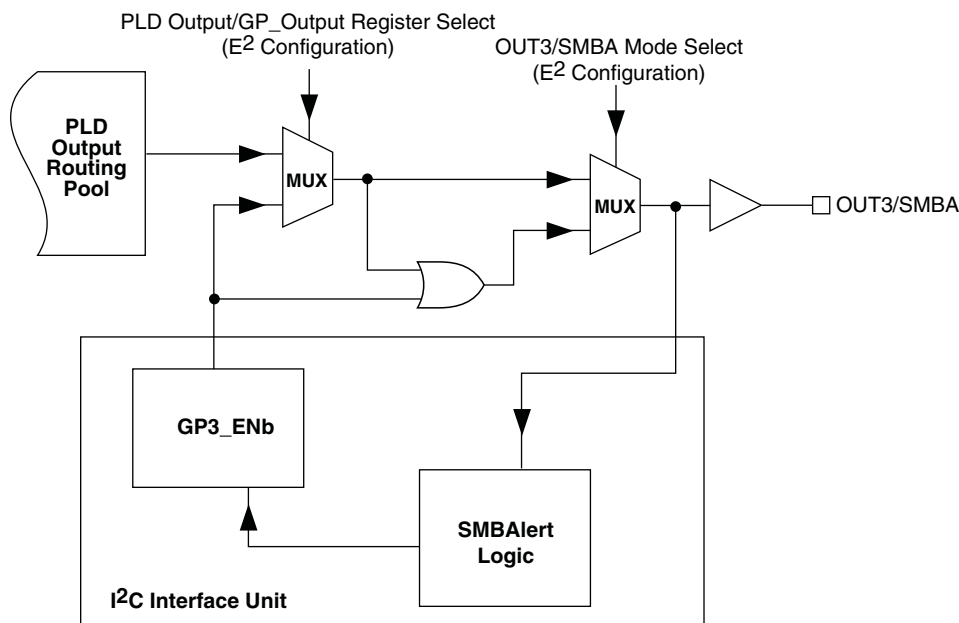 PLD Output/GP_Output Register Select
(E2 Configuration)
OUT3/SMBA Mode Select
(E2 Configuration)
PLD
Output
Routing
Pool
MUX
MUX
OUT3/SMBA
GP3_ENb
SMBAlert
Logic
I2C Interface Unit